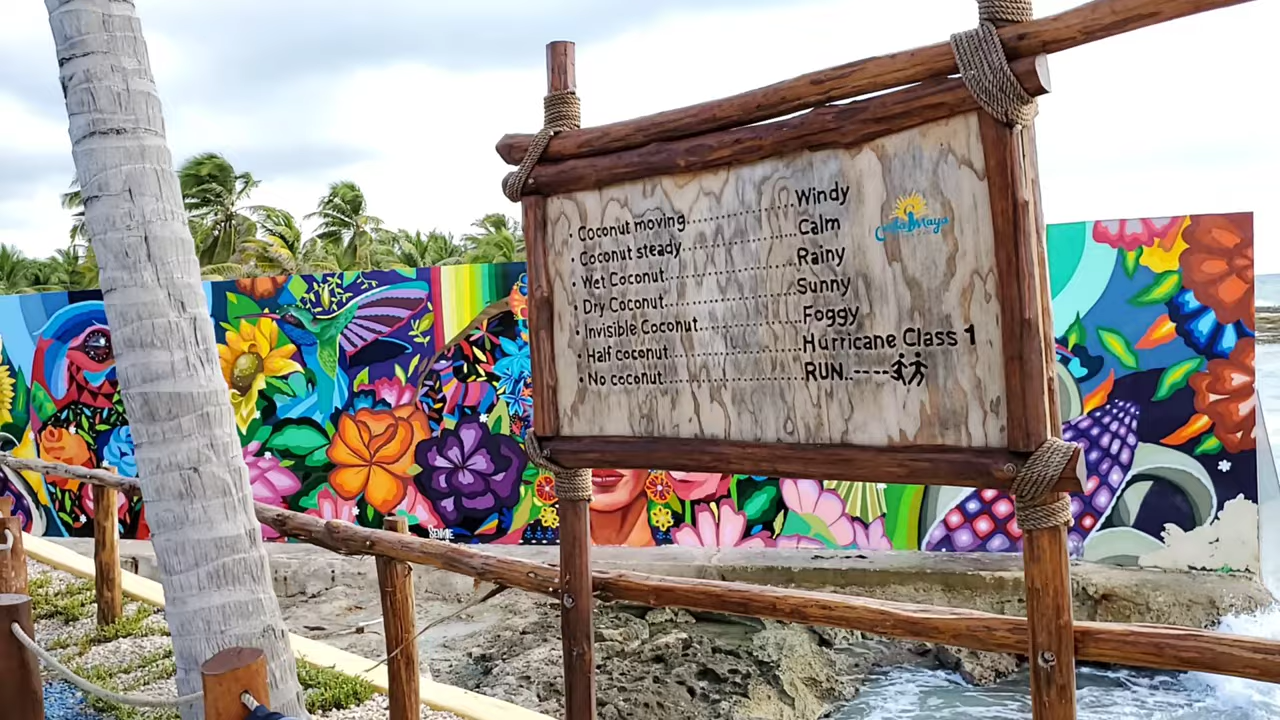 • Coconut moving......................Windy
• Coconut steady......................Calm
• Wet Coconut.........................Rainy
• Dry Coconut.........................Sunny
• Invisible Coconut...................Foggy
• Half coconut........................Hurricane Class 1
• No coconut..........................RUN..----
Costa Maya